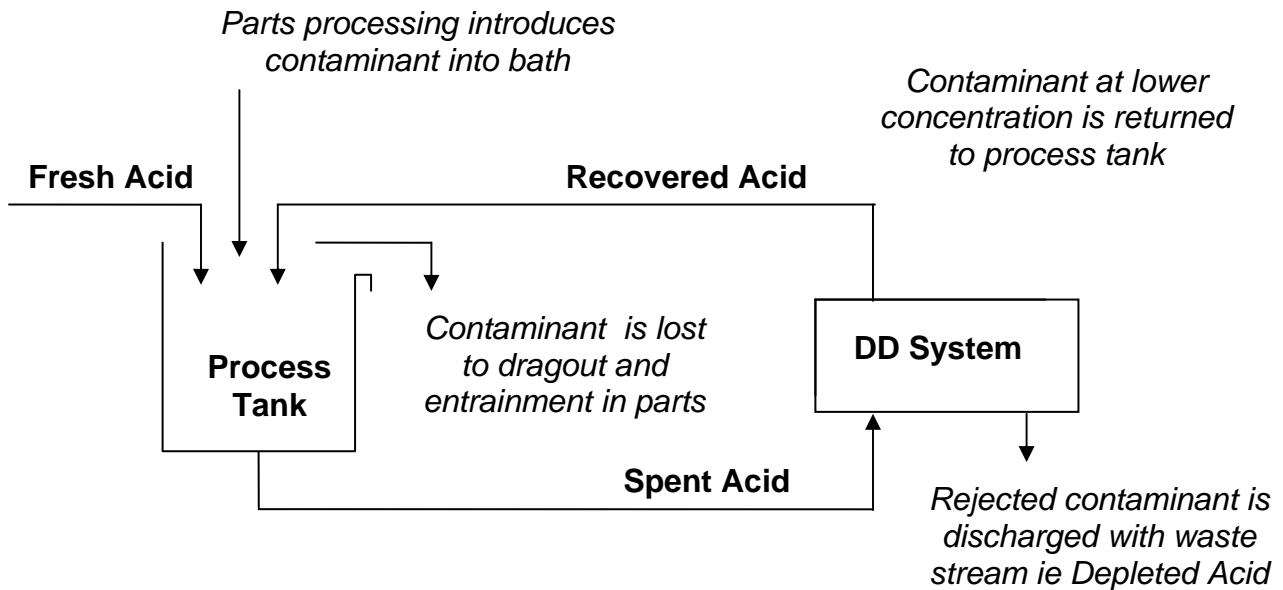 Parts processing introduces
contaminant into bath
Contaminant at lower
concentration is returned
to process tank
Fresh Acid
Recovered Acid
Contaminant is lost
to dragout and
entrainment in parts
Process
Tank
DD System
Spent Acid
Rejected contaminant is
discharged with waste
stream ie Depleted Acid